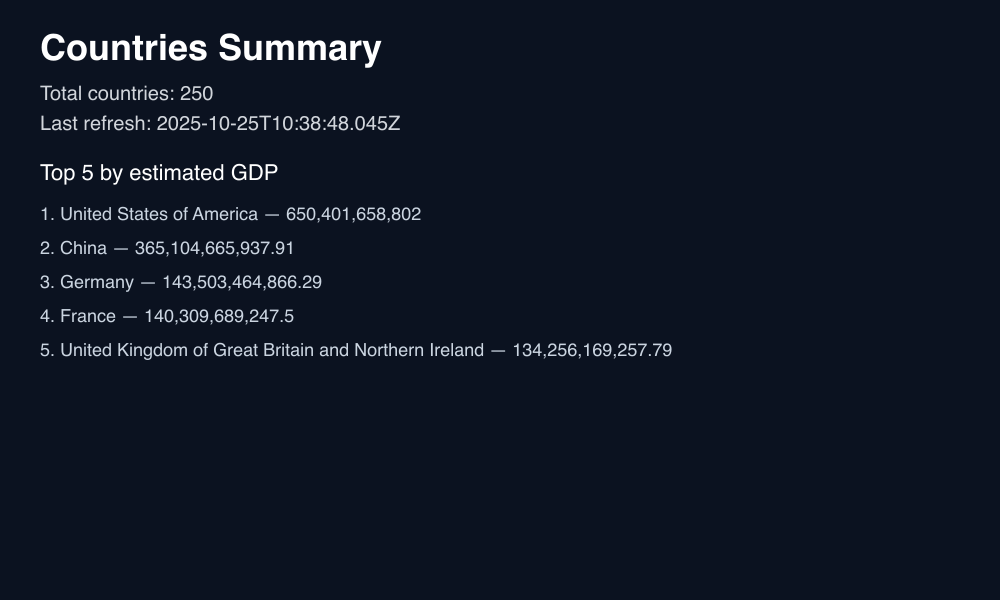 Countries Summary
Total countries: 250
Last refresh: 2025-10-25T10:38:48.045Z
Top 5 by estimated GDP
1. United States of America — 650,401,658,802
2. China — 365,104,665,937.91
3. Germany — 143,503,464,866.29
4. France — 140,309,689,247.5
5. United Kingdom of Great Britain and Northern Ireland — 134,256,169,257.79